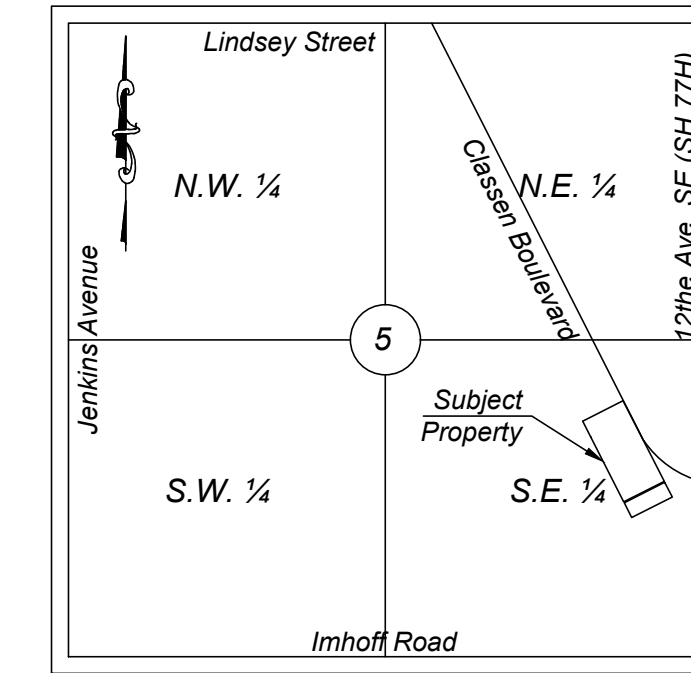 Lindsey Street
N.W. ¼
N.E. ¼
Classen Boulevard
12the Ave. SE (SH 77H)
Jenkins Avenue
5
Subject
Property
S.W. ¼
S.E. ¼
Imhoff Road